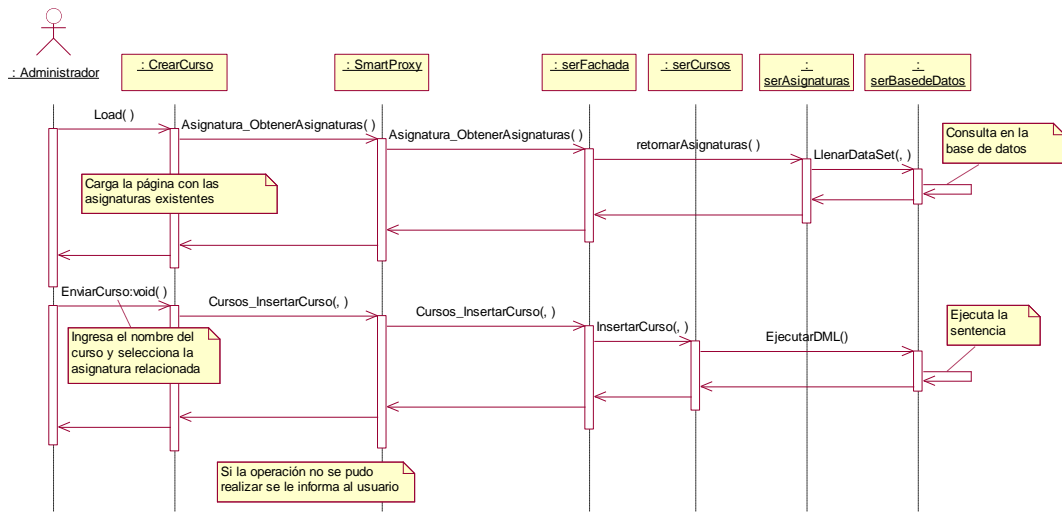 : Administrador
: CrearCurso
: SmartProxy
: serFachada
: serCursos
:
serAsignaturas
:
serBasedeDatos
Load( )
Asignatura_ObtenerAsignaturas( )
Asignatura_ObtenerAsignaturas( )
retornarAsignaturas( )
LlenarDataSet(, )
Consulta en la
base de datos
Carga la página con las
asignaturas existentes
EnviarCurso:void( )
Cursos_InsertarCurso(, )
Cursos_InsertarCurso(, )
InsertarCurso(, )
EjecutarDML()
Ejecuta la
sentencia
Ingresa el nombre del
curso y selecciona la
asignatura relacionada
Si la operación no se pudo
realizar se le informa al usuario